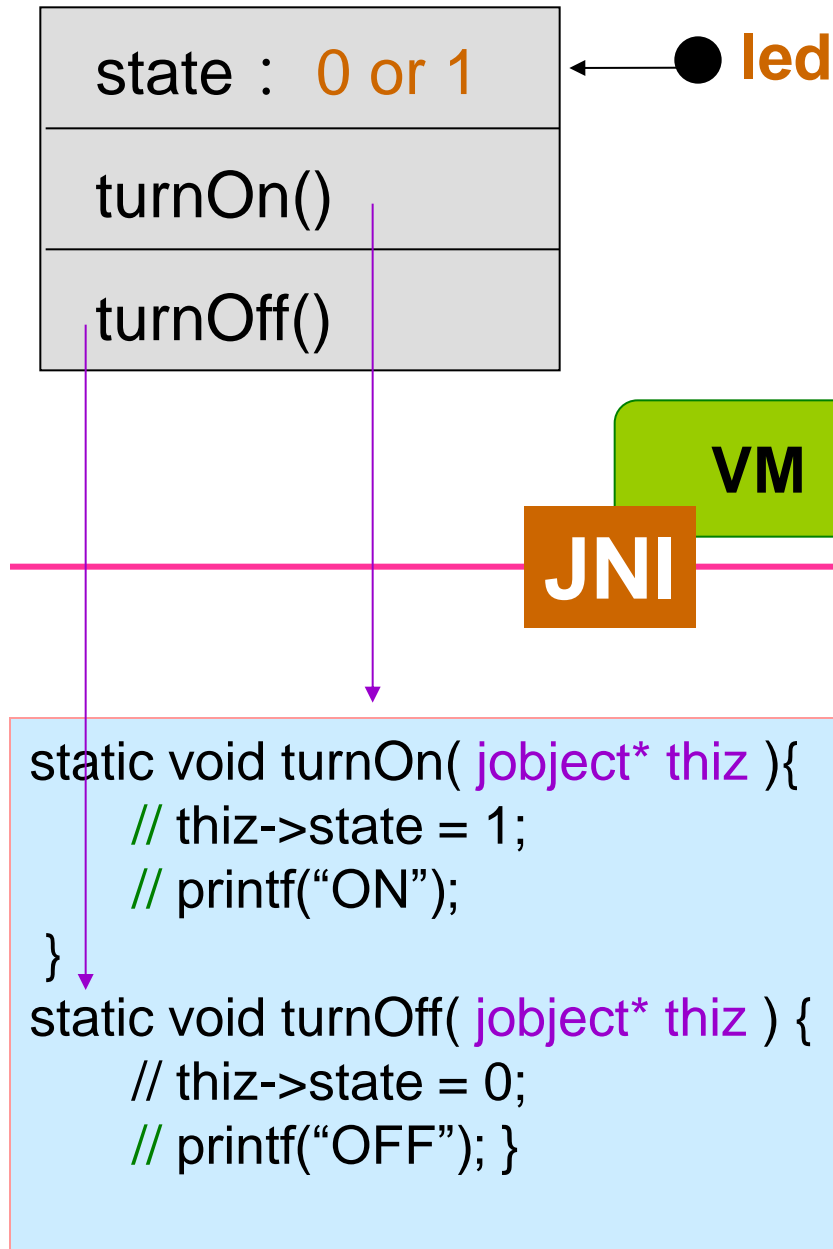 state : 0 or 1
led
turnOn()
turnOff()
VM
JNI
static void turnOn( jobject* thiz ){
// thiz->state = 1;
// printf(“ON”);
}
static void turnOff( jobject* thiz ) {
// thiz->state = 0;
// printf(“OFF”); }